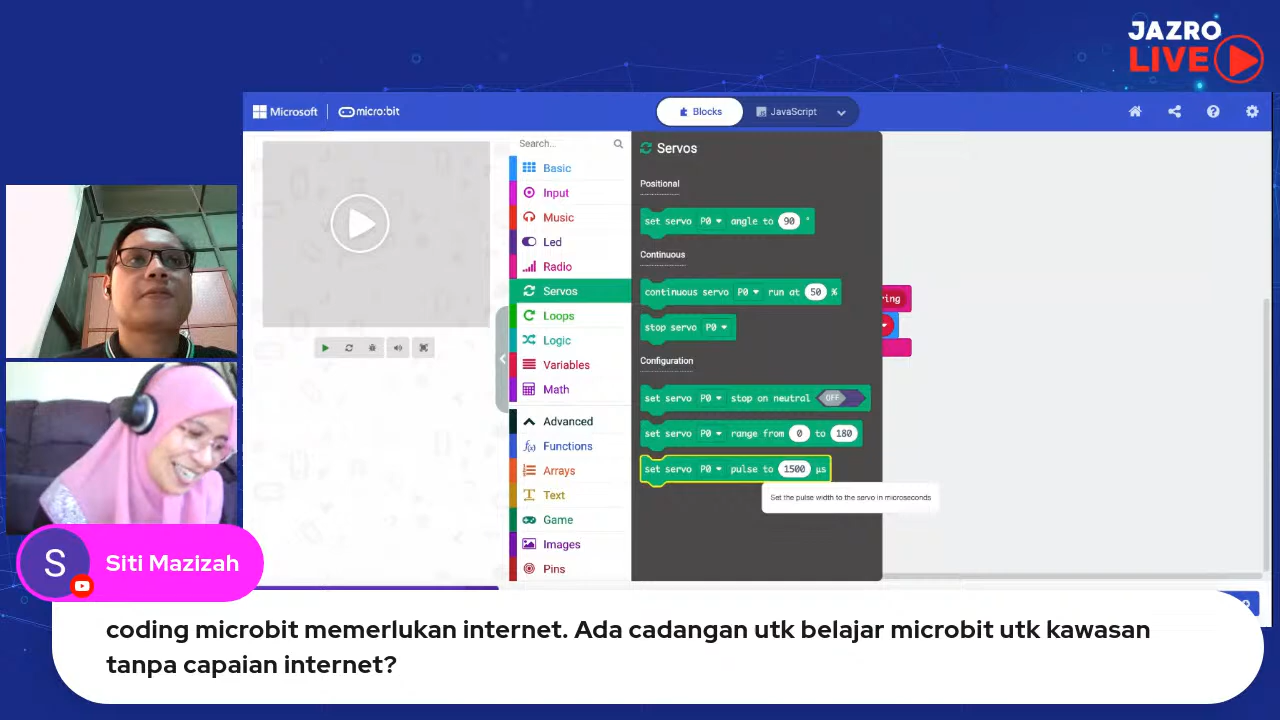 JAZRO
LIVE
Microsoft
micro:bit
Blocks
JavaScript
Search...
Basic
Input
Music
Led
Radio
Servos
Loops
Logic
Variables
Math
Advanced
Functions
Arrays
Text
Game
Images
Pins
Servos
Positional
set servo P0 angle to 90 °
Continuous
continuous servo P0 run at 50 %
stop servo P0
Configuration
set servo P0 stop on neutral OFF
set servo P0 range from 0 to 180
set servo P0 pulse to 1500 µs
Set the pulse width to the servo in microseconds
S
Siti Mazizah
coding microbit memerlukan internet. Ada cadangan utk belajar microbit utk kawasan
tanpa capaian internet?